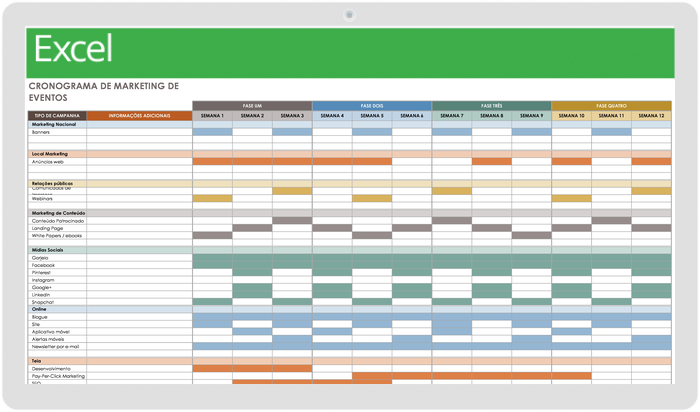 Excel
CRONOGRAMA DE MARKETING DE
EVENTOS
FASE UM FASE DOIS FASE TRÊS FASE QUATRO
TIPO DE CAMPANHA INFORMAÇÕES ADICIONAIS SEMANA 1 SEMANA 2 SEMANA 3 SEMANA 4 SEMANA 5 SEMANA 6 SEMANA 7 SEMANA 8 SEMANA 9 SEMANA 10 SEMANA 11 SEMANA 12
Marketing Nacional
Banners
Local Marketing
Anúncios web
Relações públicas
Comunicados de
Webinars
Marketing de Conteúdo
Conteúdo Patrocinado
Landing Page
White Papers / ebooks
Mídias Sociais
Gorjeio
Facebook
Pinterest
Instagram
Google+
LinkedIn
Snapchat
Online
Blogue
Site
Aplicativo móvel
Alertas móveis
Newsletter por e-mail
Teia
Desenvolvimento
Pay-Per-Click Marketing